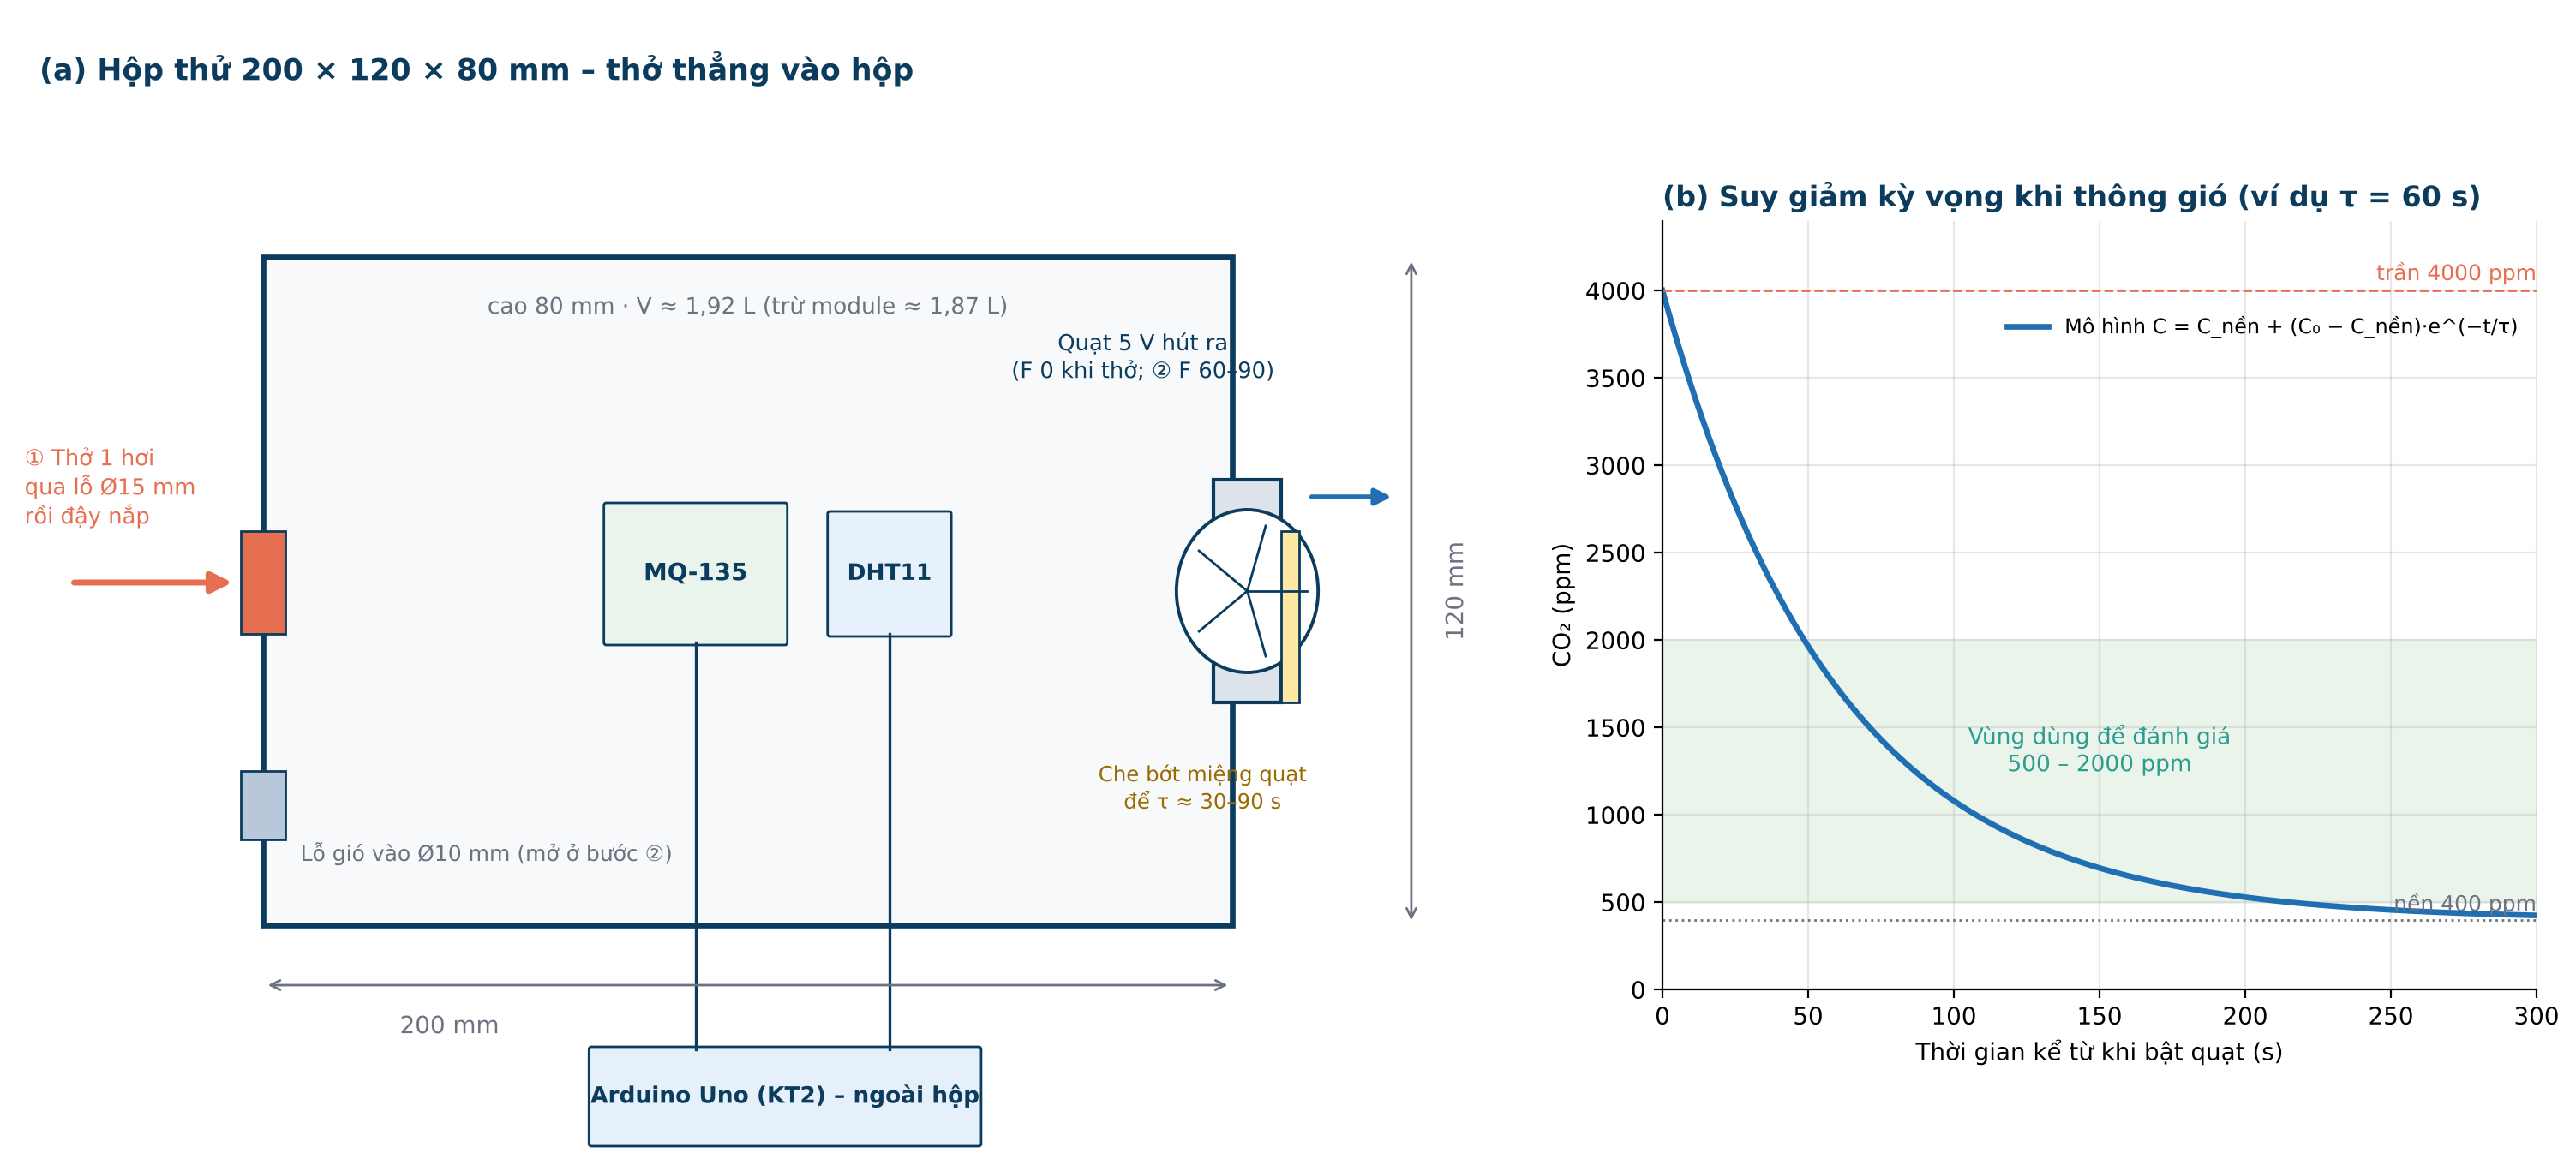 (a) Hộp thử 200 × 120 × 80 mm – thở thẳng vào hộp
cao 80 mm · V ≈ 1,92 L (trừ module ≈ 1,87 L)
Quạt 5 V hút ra
(F 0 khi thở; ② F 60–90)
① Thở 1 hơi
qua lỗ Ø15 mm
rồi đậy nắp
MQ-135
DHT11
120 mm
Che bớt miệng quạt
để τ ≈ 30–90 s
Lỗ gió vào Ø10 mm (mở ở bước ②)
200 mm
Arduino Uno (KT2) – ngoài hộp
(b) Suy giảm kỳ vọng khi thông gió (ví dụ τ = 60 s)
trần 4000 ppm
Mô hình C = C_nền + (C₀ − C_nền)·e^(−t/τ)
Vùng dùng để đánh giá
500 – 2000 ppm
nền 400 ppm
CO₂ (ppm)
4000
3500
3000
2500
2000
1500
1000
500
0
0 50 100 150 200 250 300
Thời gian kể từ khi bật quạt (s)